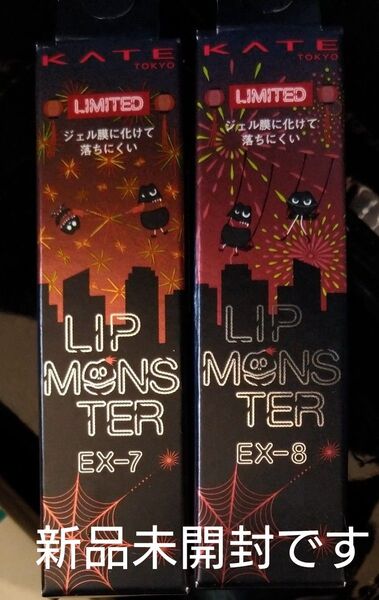 KATE
TOKYO
LIMITED
ジェル膜に化けて
落ちにくい
LIP
MONS
TER
EX-7
KATE
TOKYO
LIMITED
ジェル膜に化けて
落ちにくい
LIP
MONS
TER
EX-8
新品未開封です